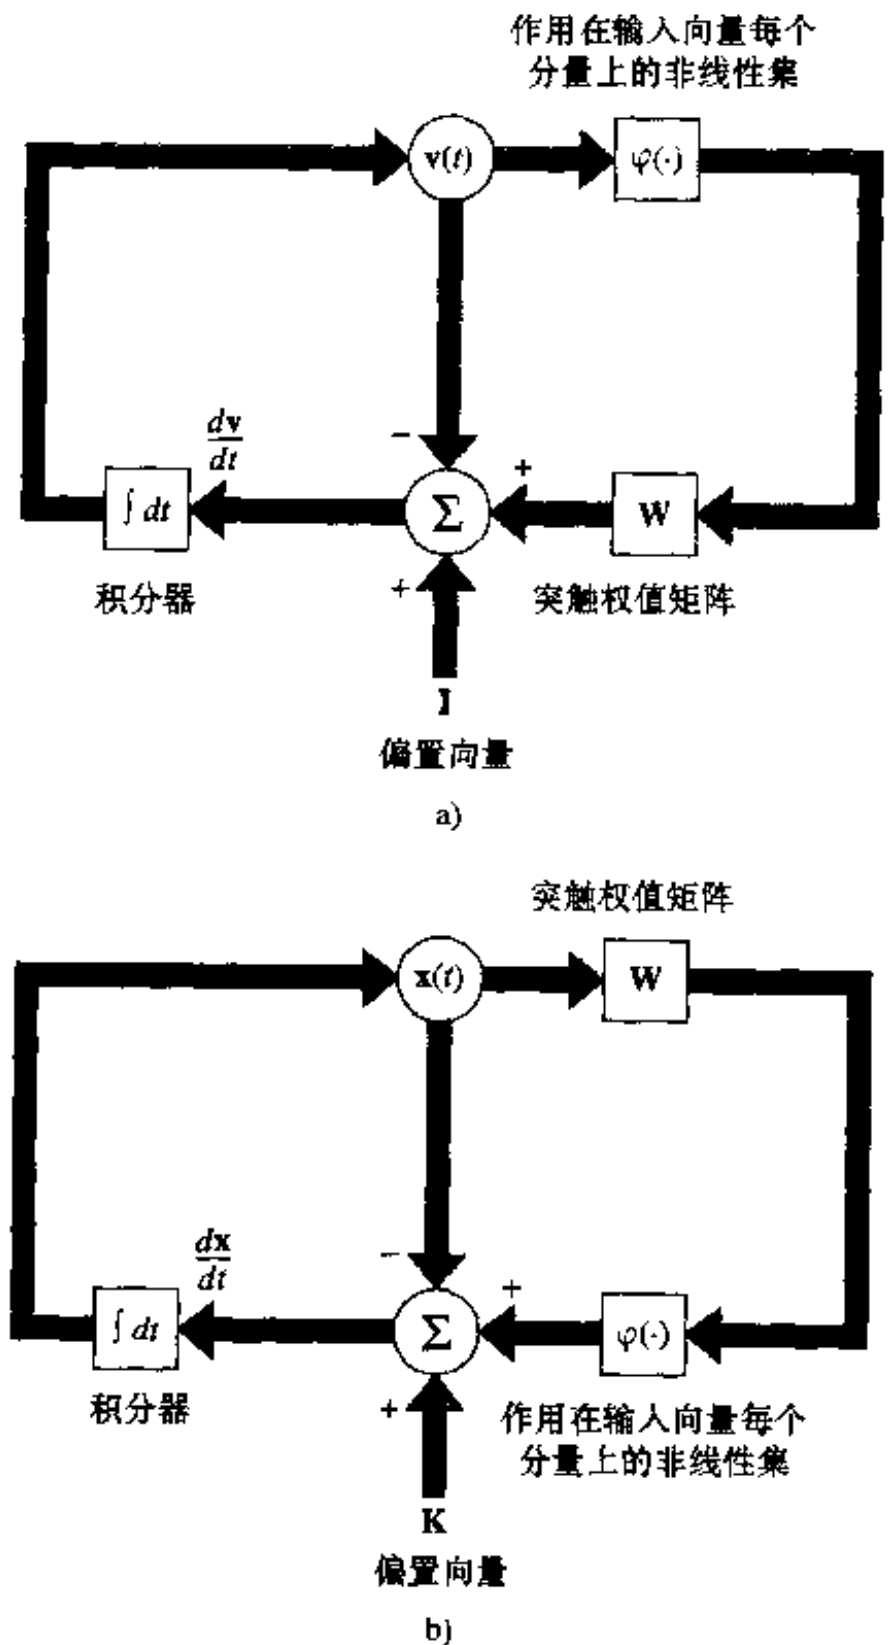 作用在输入向量每个
分量上的非线性集
v(t)
φ(·)
dv
dt
−
+
∫ dt
Σ
W
积分器
+
突触权值矩阵
I
偏置向量
a)
突触权值矩阵
x(t)
W
dx
dt
−
+
∫ dt
Σ
φ(·)
积分器
+
作用在输入向量每个
分量上的非线性集
K
偏置向量
b)